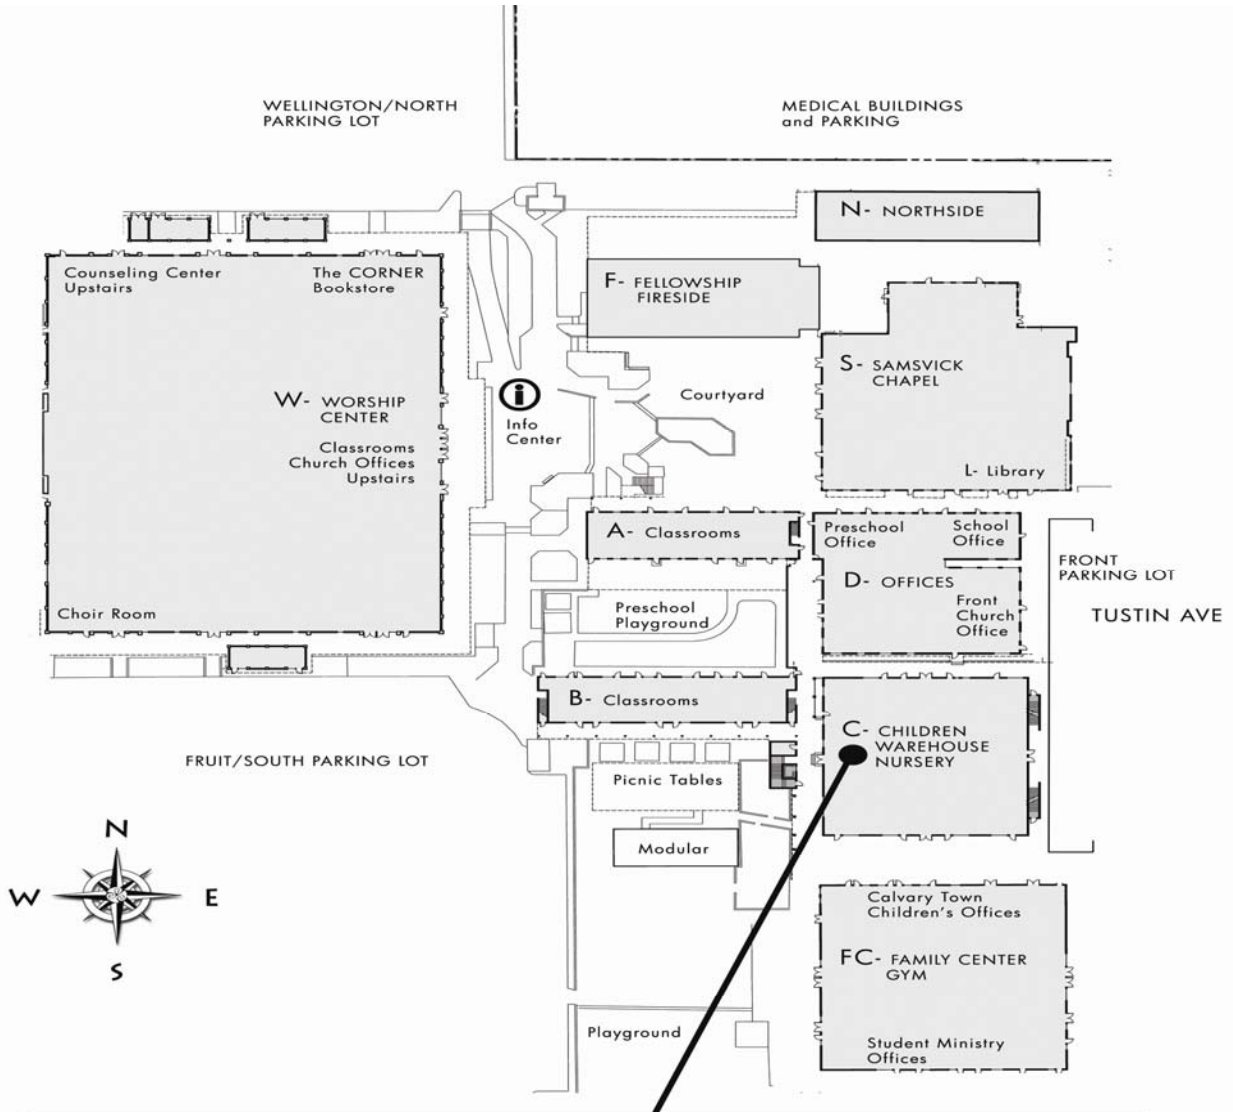 WELLINGTON/NORTH
PARKING LOT
MEDICAL BUILDINGS
and PARKING
N- NORTHSIDE
Counseling Center
Upstairs
The CORNER
Bookstore
F- FELLOWSHIP
FIRESIDE
S- SAMSVICK
CHAPEL
W- WORSHIP
CENTER
Classrooms
Church Offices
Upstairs
i
Info
Center
Courtyard
L- Library
A- Classrooms
Preschool
Office
School
Office
D- OFFICES
Front
Church
Office
FRONT
PARKING LOT
TUSTIN AVE
Choir Room
Preschool
Playground
B- Classrooms
C- CHILDREN
WAREHOUSE
NURSERY
FRUIT/SOUTH PARKING LOT
Picnic Tables
Modular
N
W
E
S
Calvary Town
Children's Offices
FC- FAMILY CENTER
GYM
Playground
Student Ministry
Offices